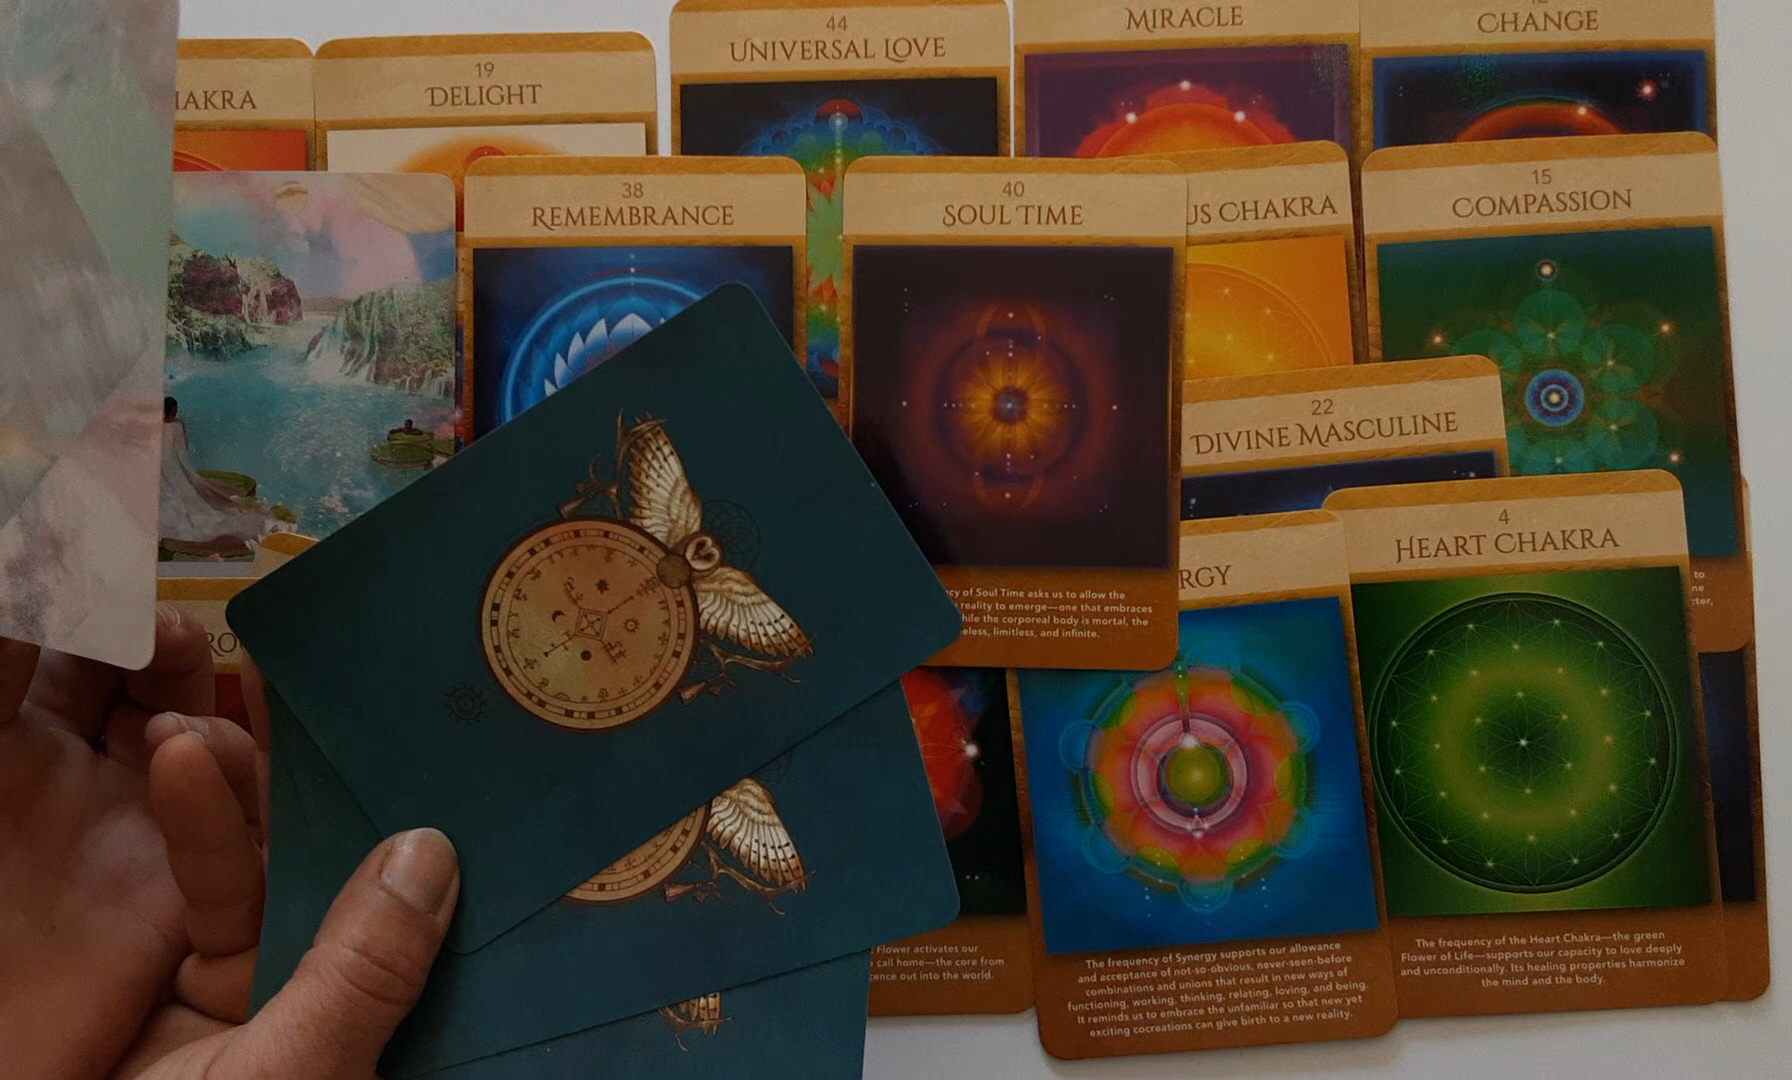 19
DELIGHT
44
UNIVERSAL LOVE
MIRACLE
CHANGE
38
REMEMBRANCE
40
SOUL TIME
CHAKRA
15
COMPASSION
22
DIVINE MASCULINE
4
HEART CHAKRA
of Soul Time asks us to allow the
reality to emerge—one that embraces
the corporeal body is mortal, the
limitless, and infinite.
Flower activates our
call home—the core from
out into the world.
The frequency of Synergy supports our allowance
and acceptance of not-so-obvious, never-seen-before
combinations and unions that result in new ways of
functioning, working, thinking, relating, loving, and being.
It reminds us to embrace the unfamiliar so that new yet
exciting cocreations can give birth to a new reality.
The frequency of the Heart Chakra—the green
Flower of Life—supports our capacity to love deeply
and unconditionally. Its healing properties harmonize
the mind and the body.